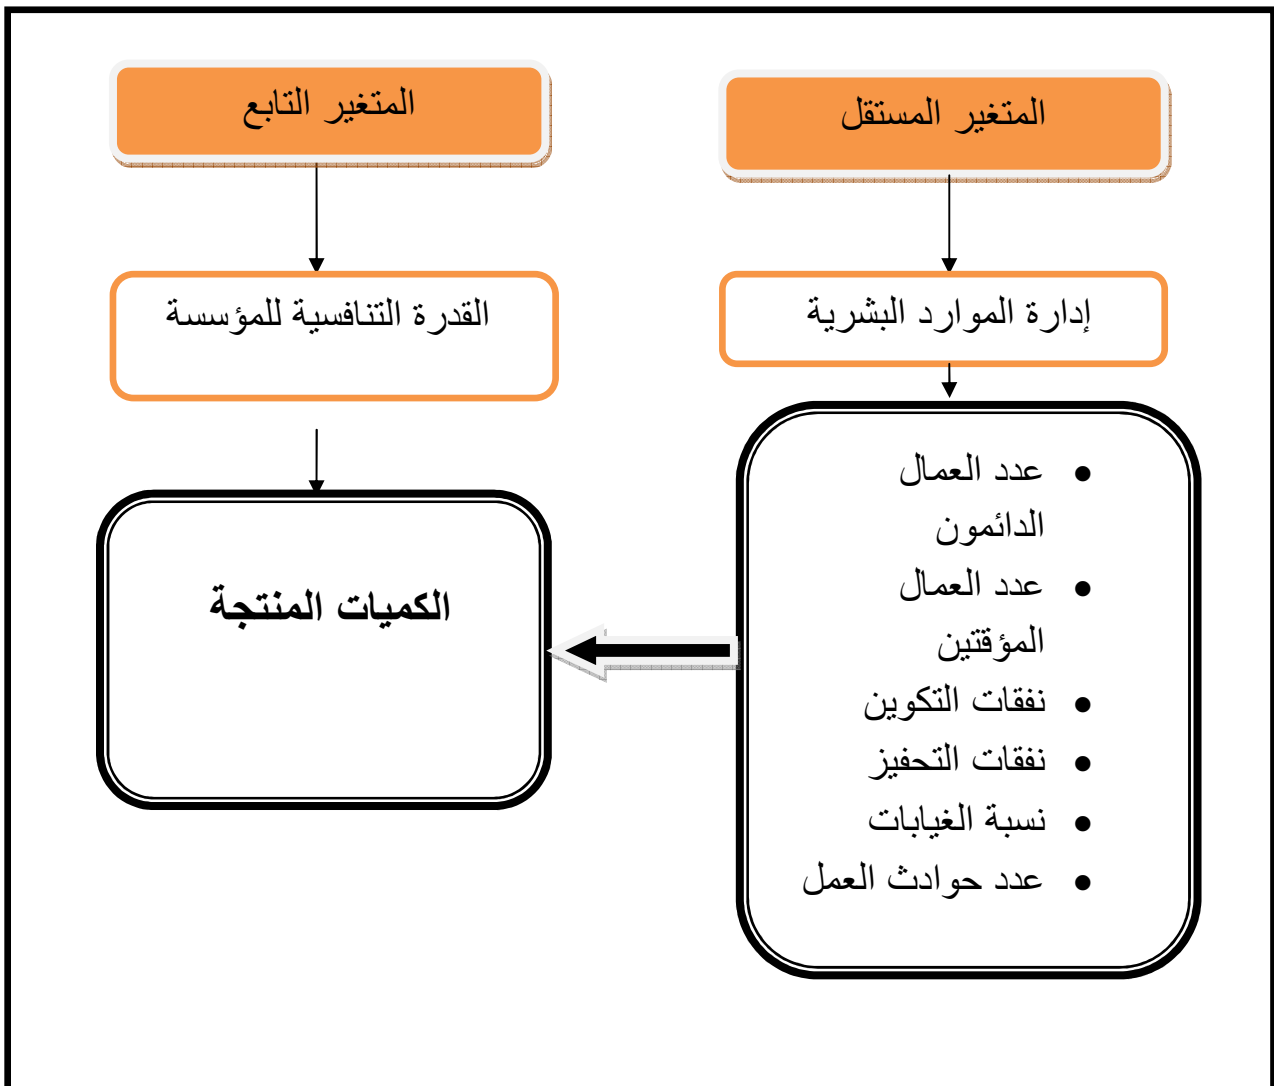 المتغير المستقل
المتغير التابع
إدارة الموارد البشرية
القدرة التنافسية للمؤسسة
• عدد العمال
الدائمون
• عدد العمال
المؤقتين
• نفقات التكوين
• نفقات التحفيز
• نسبة الغيابات
• عدد حوادث العمل
الكميات المنتجة